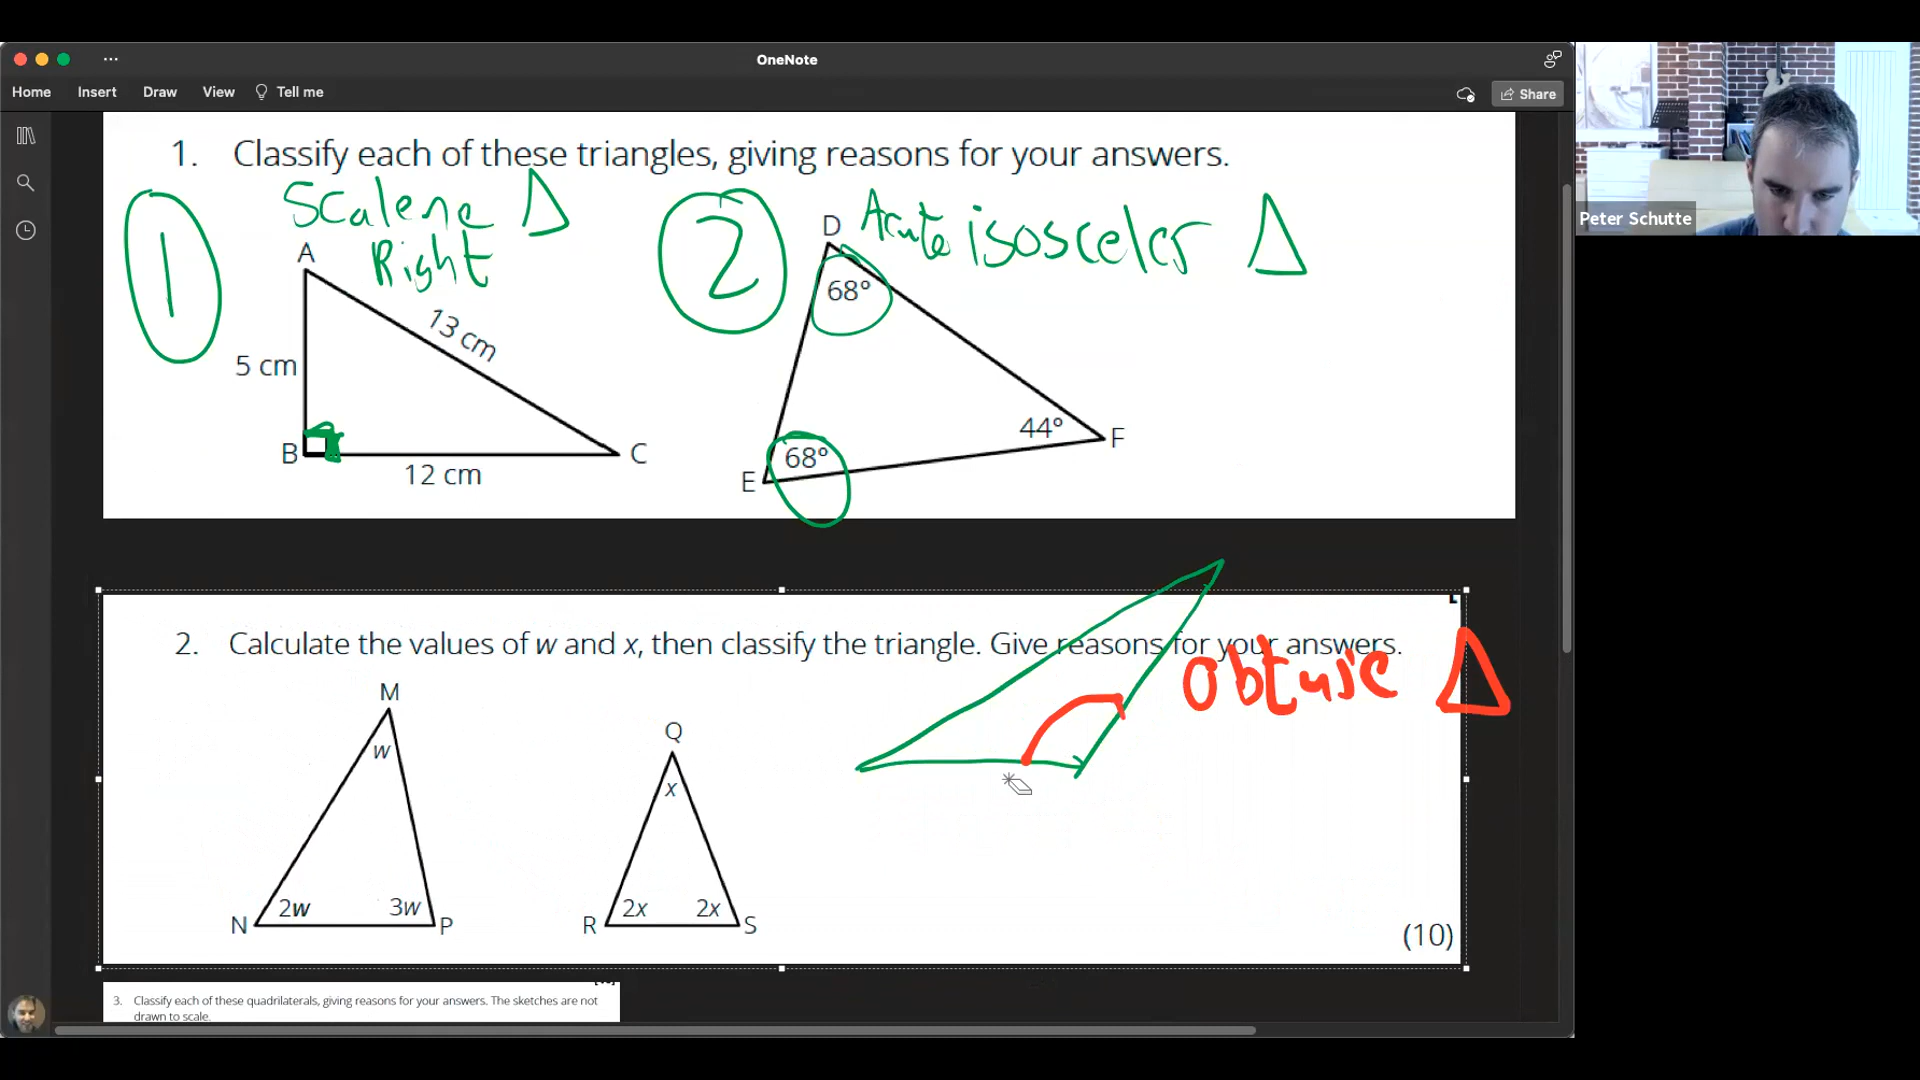 OneNote
Home Insert Draw View Tell me
Share
Peter Schutte
1. Classify each of these triangles, giving reasons for your answers.
1
Scalene Δ
Right
A
5 cm
13 cm
B
12 cm
C
2
Acute isosceles Δ
D
68°
E
68°
44°
F
2. Calculate the values of w and x, then classify the triangle. Give reasons for your answers.
obtuse Δ
M
w
N
2w
3w
P
Q
x
R
2x
2x
S
(10)
3. Classify each of these quadrilaterals, giving reasons for your answers. The sketches are not
drawn to scale.